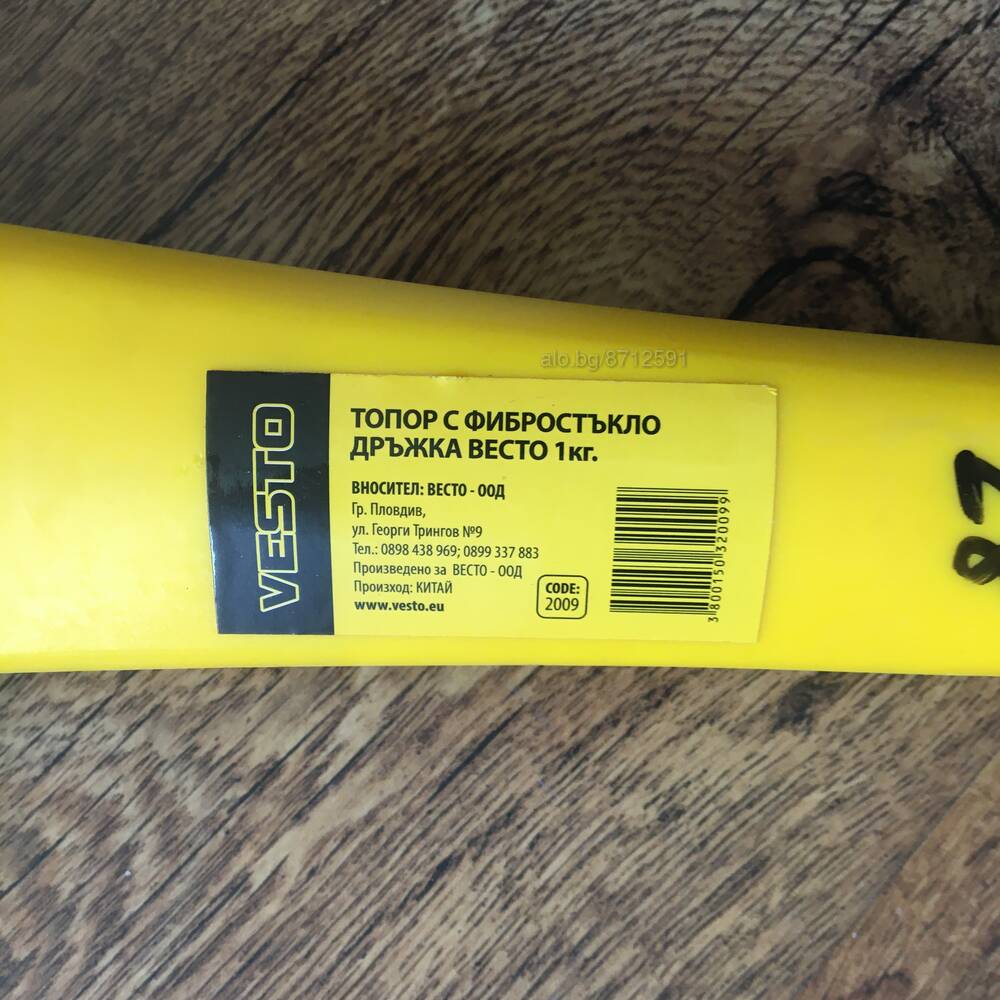 alo.bg/8712591
VESTO
ТОПОР С ФИБРОСТЪКЛО
ДРЪЖКА ВЕСТО 1кг.
ВНОСИТЕЛ: ВЕСТО - ООД
Гр. Пловдив,
ул. Георги Трингов №9
Тел.: 0898 438 969; 0899 337 883
Произведено за ВЕСТО - ООД
Произход: КИТАЙ
www.vesto.eu
CODE:
2009
3800150320099